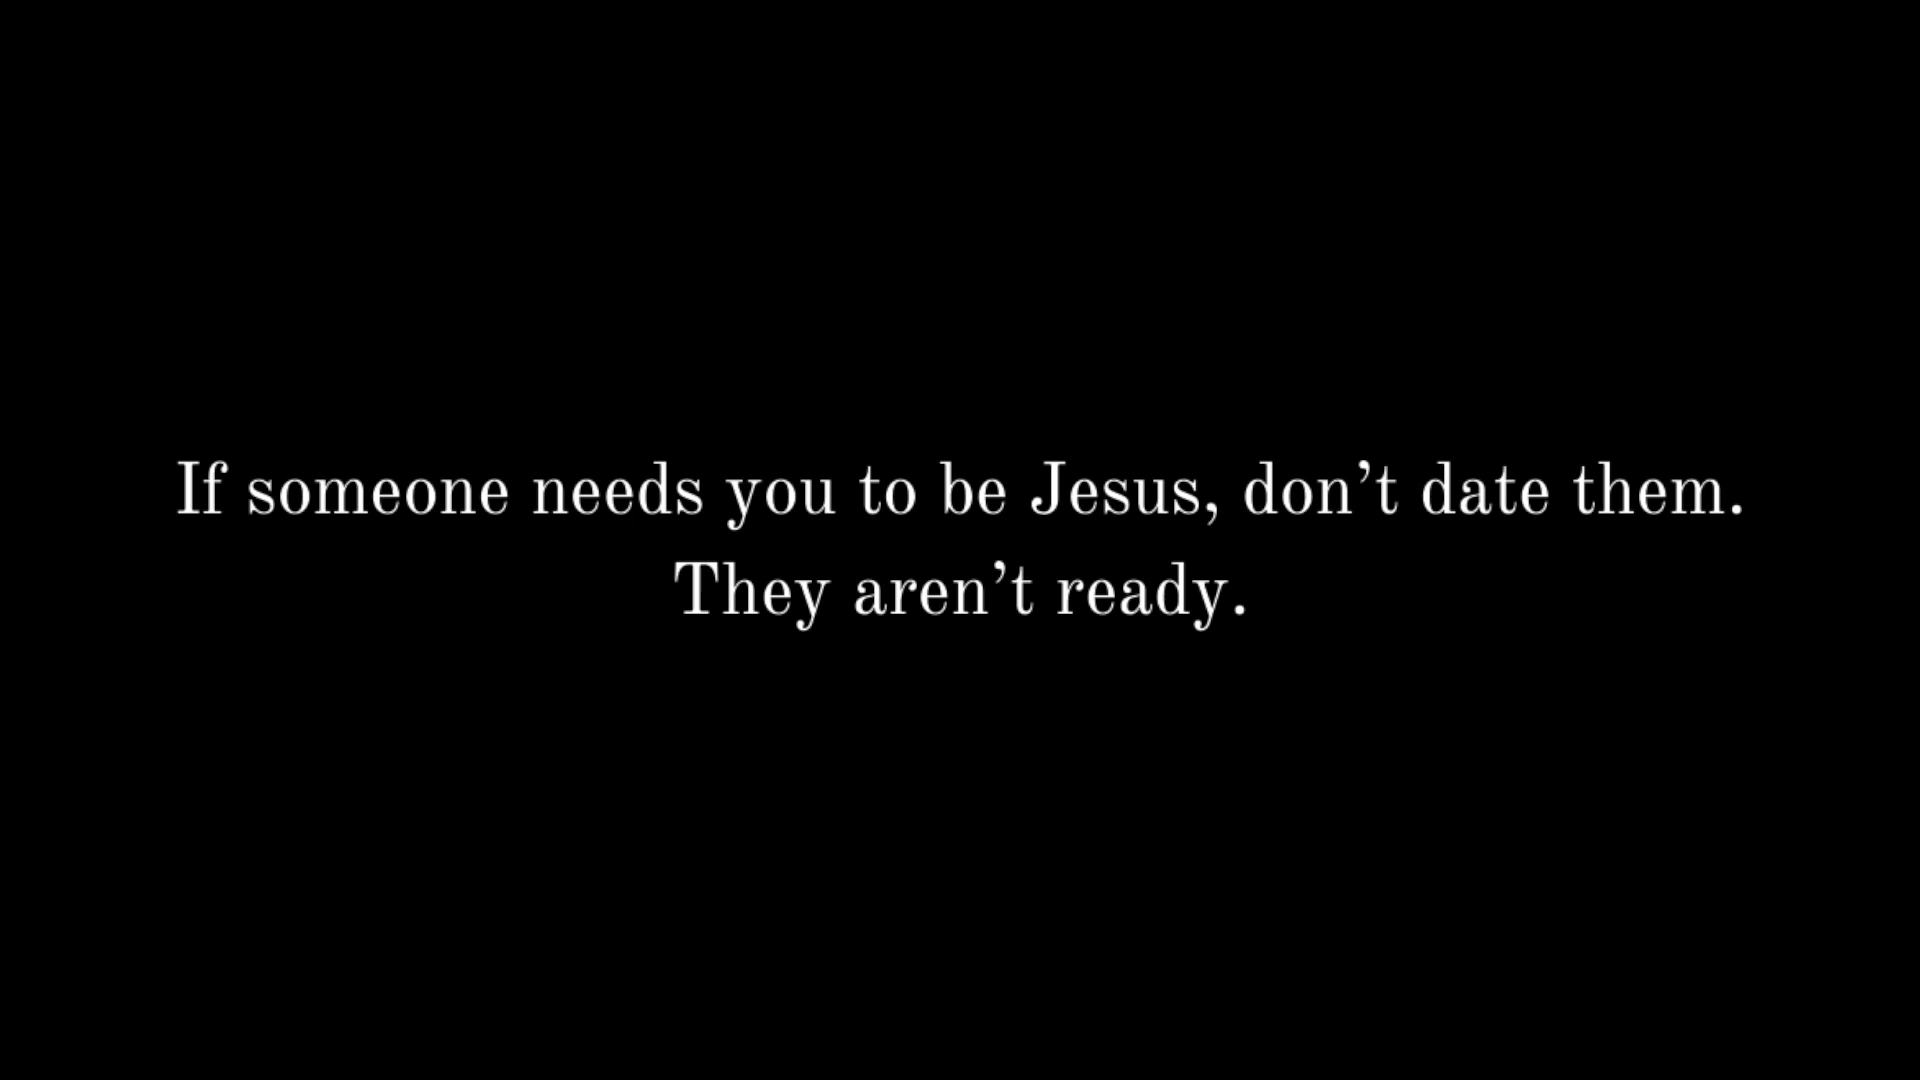 If someone needs you to be Jesus, don’t date them.
They aren’t ready.